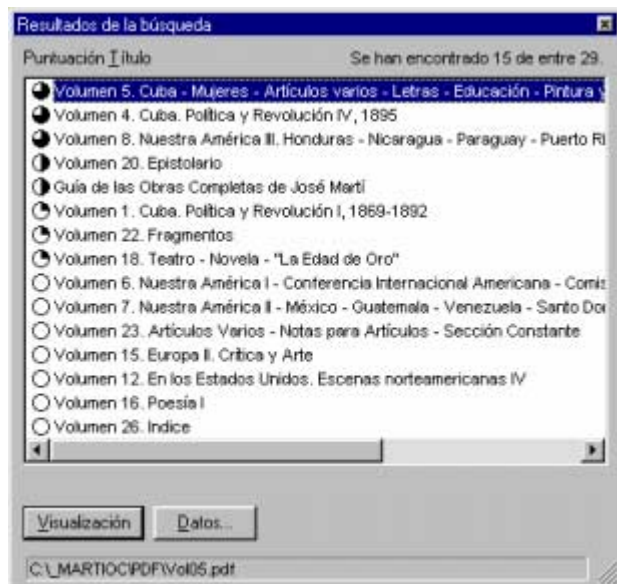 Resultados de la búsqueda
Puntuación Título Se han encontrado 15 de entre 29.
Volumen 5. Cuba - Mujeres - Artículos varios - Letras - Educación - Pintura y
Volumen 4. Cuba. Política y Revolución IV, 1895
Volumen 8. Nuestra América III. Honduras - Nicaragua - Paraguay - Puerto Ri
Volumen 20. Epistolario
Guía de las Obras Completas de José Martí
Volumen 1. Cuba. Política y Revolución I, 1869-1892
Volumen 22. Fragmentos
Volumen 18. Teatro - Novela - "La Edad de Oro"
Volumen 6. Nuestra América I - Conferencia Internacional Americana - Comis
Volumen 7. Nuestra América II - México - Guatemala - Venezuela - Santo Do
Volumen 23. Artículos Varios - Notas para Artículos - Sección Constante
Volumen 15. Europa II. Crítica y Arte
Volumen 12. En los Estados Unidos. Escenas norteamericanas IV
Volumen 16. Poesía I
Volumen 26. Indice
Visualización Datos...
C:\_MARTIOC\PDF\Vol05.pdf